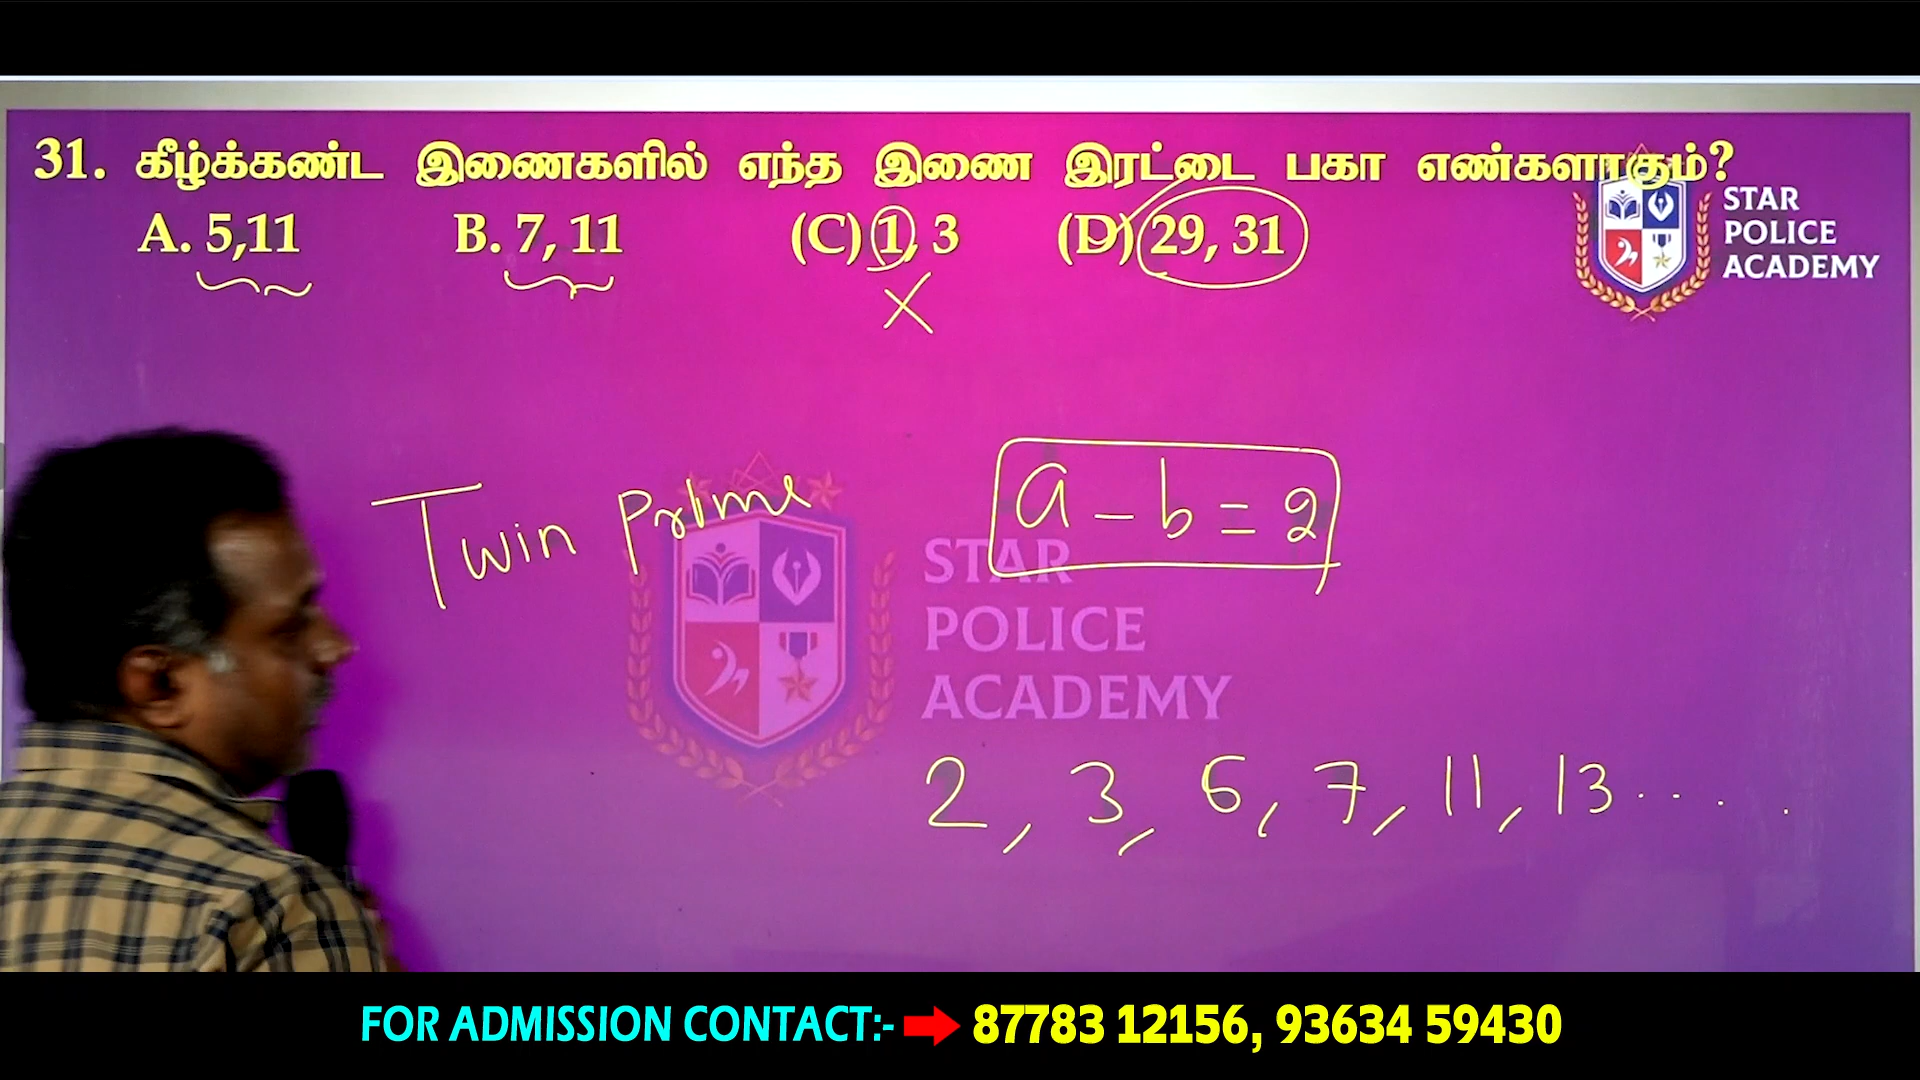 31. கீழ்க்கண்ட இணைகளில் எந்த இணை இரட்டை பகா எண்களாகும்?
A. 5,11 B. 7, 11 (C) 1, 3 (D) 29, 31
STAR
POLICE
ACADEMY
Twin Prime a - b = 2
STAR
POLICE
ACADEMY
2, 3, 5, 7, 11, 13 .....
FOR ADMISSION CONTACT:- 87783 12156, 93634 59430